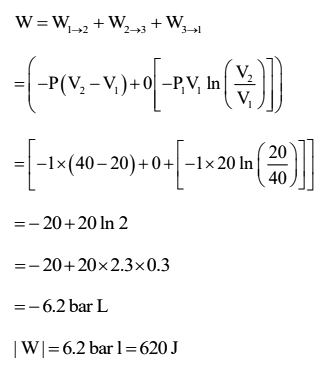 W = W₁→₂ + W₂→₃ + W₃→₁
= (−P(V₂ − V₁) + 0[−P₁V₁ ln(V₂/V₁)])
= [−1×(40 − 20) + 0 + [−1×20 ln(20/40)]]
= − 20 + 20 ln 2
= − 20 + 20×2.3×0.3
= − 6.2 bar L
| W | = 6.2 bar l = 620 J